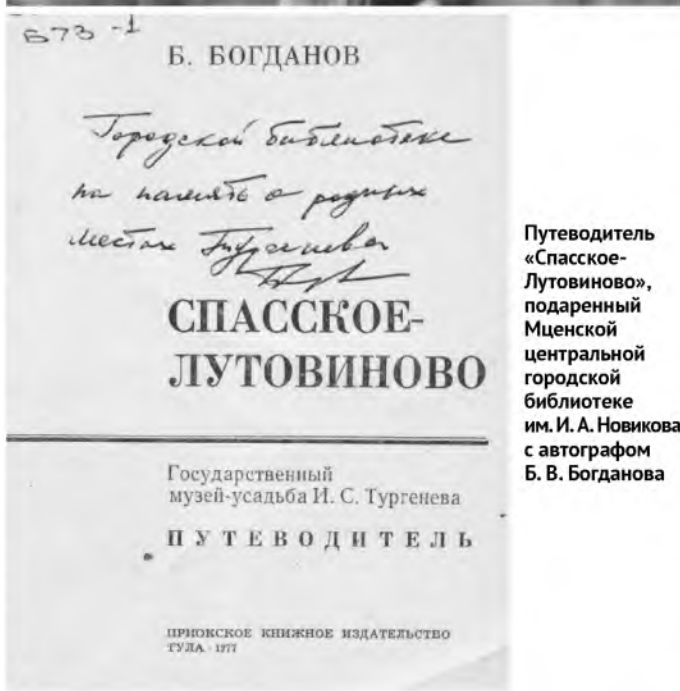 Б73-1
Б. БОГДАНОВ
Городской библиотеке
на память о родных
местах Тургенева
СПАССКОЕ-
ЛУТОВИНОВО
Государственный
музей-усадьба И. С. Тургенева
ПУТЕВОДИТЕЛЬ
ПРИОКСКОЕ КНИЖНОЕ ИЗДАТЕЛЬСТВО
ТУЛА · 1977
Путеводитель
«Спасское-
Лутовиново»,
подаренный
Мценской
центральной
городской
библиотеке
им. И. А. Новикова
с автографом
Б. В. Богданова